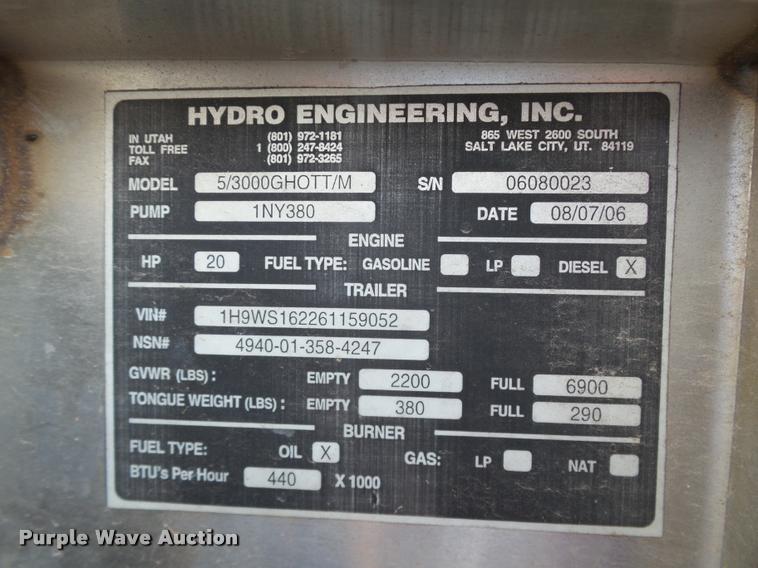 HYDRO ENGINEERING, INC.
IN UTAH (801) 972-1181 865 WEST 2600 SOUTH
TOLL FREE 1 (800) 247-8424 SALT LAKE CITY, UT. 84119
FAX (801) 972-3265
MODEL 5/3000GHOTT/M S/N 06080023
PUMP 1NY380 DATE 08/07/06
ENGINE
HP 20 FUEL TYPE: GASOLINE LP DIESEL X
TRAILER
VIN# 1H9WS162261159052
NSN# 4940-01-358-4247
GVWR (LBS): EMPTY 2200 FULL 6900
TONGUE WEIGHT (LBS): EMPTY 380 FULL 290
BURNER
FUEL TYPE: OIL X GAS: LP NAT
BTU's Per Hour 440 X 1000
Purple Wave Auction